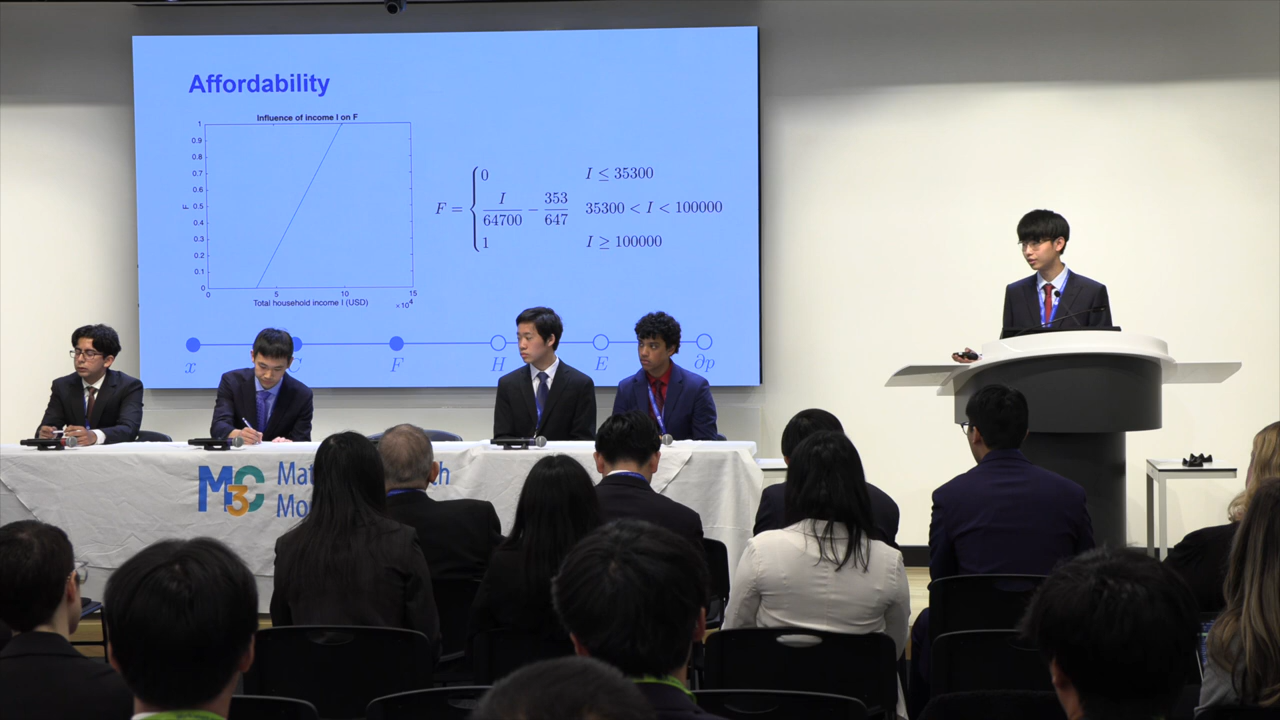 Affordability
Influence of income I on F
1
0.9
0.8
0.7
0.6
0.5
0.4
0.3
0.2
0.1
0
F
0 5 10 15
Total household income I (USD)
×10⁴
F = { 0 I ≤ 35300
I/64700 − 353/647 35300 < I < 100000
1 I ≥ 100000
x C F H E ∂p
M3C